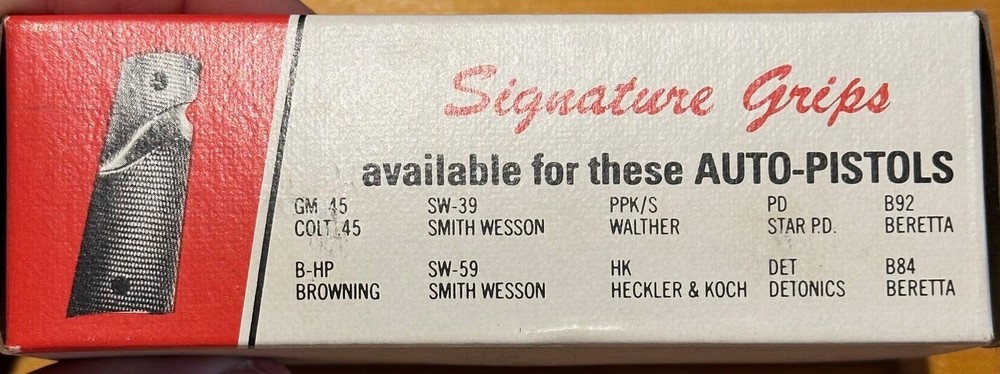 Signature Grips
available for these AUTO-PISTOLS
GM 45 SW-39 PPK/S PD B92
COLT .45 SMITH WESSON WALTHER STAR P.D. BERETTA
B-HP SW-59 HK DET B84
BROWNING SMITH WESSON HECKLER & KOCH DETONICS BERETTA